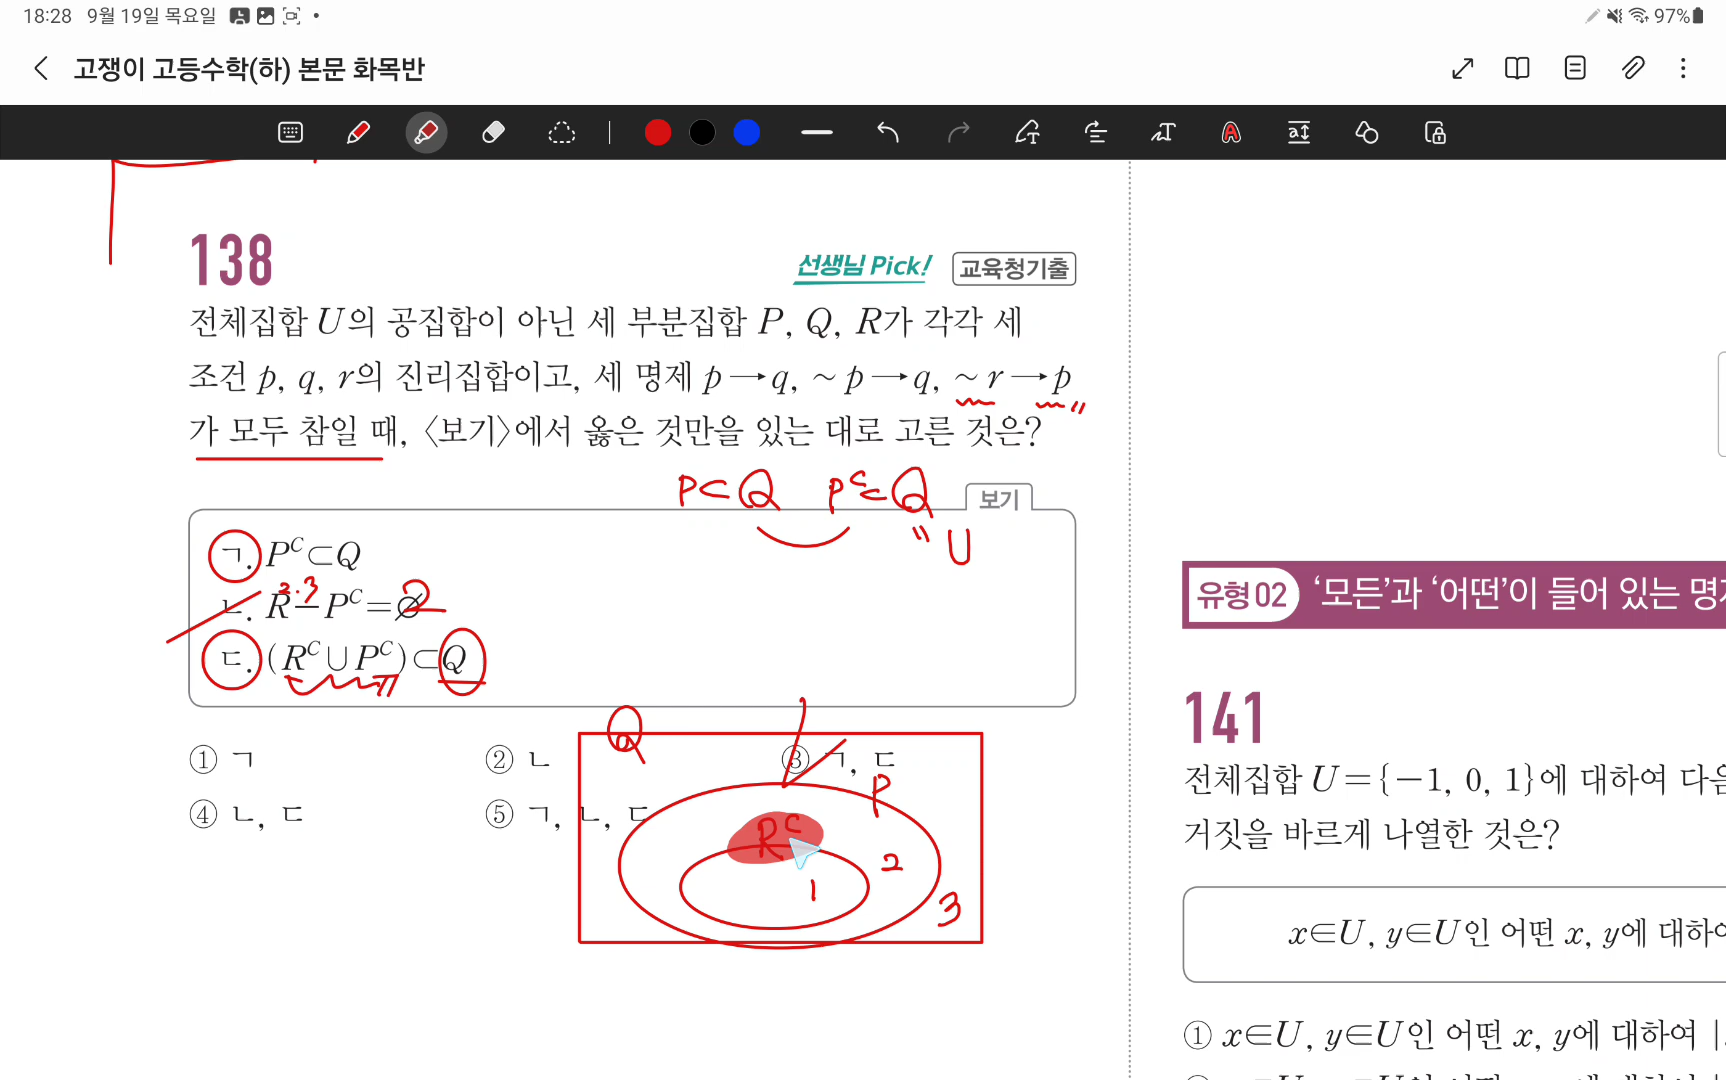 18:28 9월 19일 목요일
97%
고쟁이 고등수학(하) 본문 화목반
138
선생님 Pick! 교육청기출
전체집합 U의 공집합이 아닌 세 부분집합 P, Q, R가 각각 세
조건 p, q, r의 진리집합이고, 세 명제 p→q, ~p→q, ~r→p
가 모두 참일 때, 〈보기〉에서 옳은 것만을 있는 대로 고른 것은?
P⊂Q P^C⊂Q
보기
" U
ㄱ. P^C⊂Q
2.3
ㄴ. R−P^C=∅ 2
ㄷ. (R^C∪P^C)⊂Q
Q
① ㄱ ② ㄴ ③ ㄱ, ㄷ
④ ㄴ, ㄷ ⑤ ㄱ, ㄴ, ㄷ
P
R^C
1 2 3
유형 02 ‘모든’과 ‘어떤’이 들어 있는
141
전체집합 U={−1, 0, 1}에 대하여
거짓을 바르게 나열한 것은?
x∈U, y∈U인 어떤 x, y에
① x∈U, y∈U인 어떤 x, y에 대하여